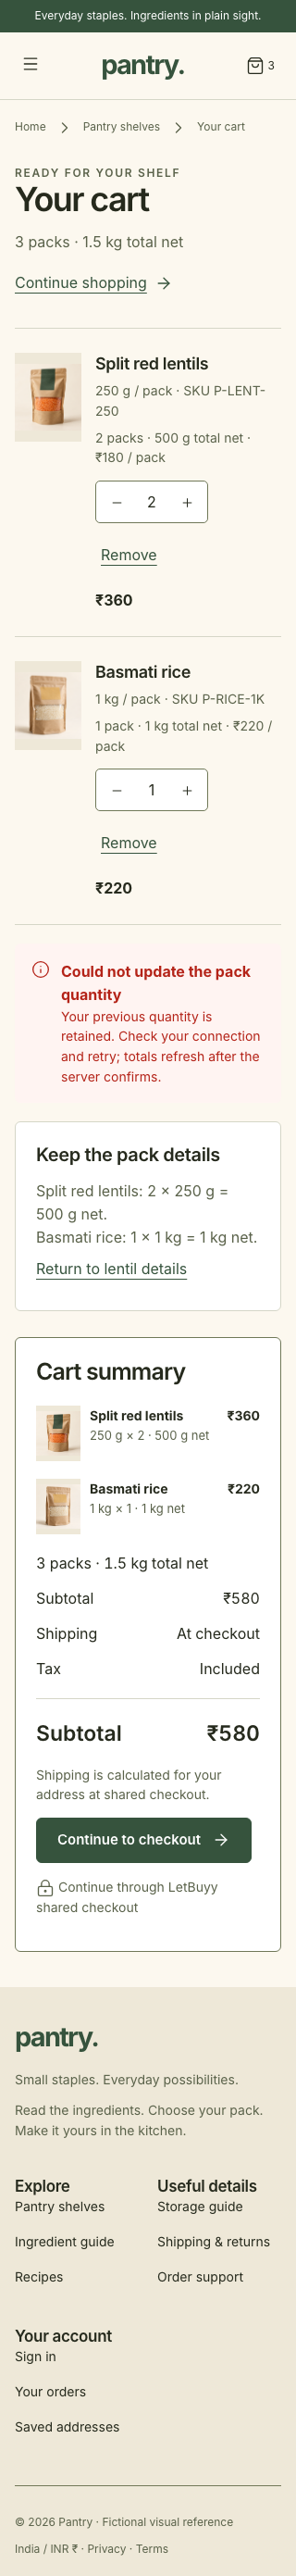 Everyday staples. Ingredients in plain sight.
pantry.
3
Home
Pantry shelves
Your cart
READY FOR YOUR SHELF
Your cart
3 packs · 1.5 kg total net
Continue shopping
Split red lentils
250 g / pack · SKU P-LENT-
250
2 packs · 500 g total net ·
₹180 / pack
− 2 +
Remove
₹360
Basmati rice
1 kg / pack · SKU P-RICE-1K
1 pack · 1 kg total net · ₹220 /
pack
− 1 +
Remove
₹220
Could not update the pack
quantity
Your previous quantity is
retained. Check your connection
and retry; totals refresh after the
server confirms.
Keep the pack details
Split red lentils: 2 × 250 g =
500 g net.
Basmati rice: 1 × 1 kg = 1 kg net.
Return to lentil details
Cart summary
Split red lentils ₹360
250 g × 2 · 500 g net
Basmati rice ₹220
1 kg × 1 · 1 kg net
3 packs · 1.5 kg total net
Subtotal ₹580
Shipping At checkout
Tax Included
Subtotal ₹580
Shipping is calculated for your
address at shared checkout.
Continue to checkout
Continue through LetBuyy
shared checkout
pantry.
Small staples. Everyday possibilities.
Read the ingredients. Choose your pack.
Make it yours in the kitchen.
Explore
Pantry shelves
Ingredient guide
Recipes
Useful details
Storage guide
Shipping & returns
Order support
Your account
Sign in
Your orders
Saved addresses
© 2026 Pantry · Fictional visual reference
India / INR ₹ · Privacy · Terms